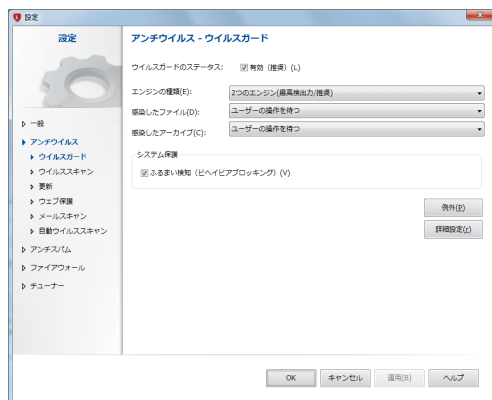 設定
設定
▷ 一般
▶ アンチウイルス
▶ ウイルスガード
▶ ウイルススキャン
▶ 更新
▶ ウェブ保護
▶ メールスキャン
▶ 自動ウイルススキャン
▷ アンチスパム
▷ ファイアウォール
▷ チューナー
アンチウイルス - ウイルスガード
ウイルスガードのステータス: 有効（推奨）(L)
エンジンの種類(E): 2つのエンジン(最高検出力/推奨)
感染したファイル(D): ユーザーの操作を待つ
感染したアーカイブ(C): ユーザーの操作を待つ
システム保護
ふるまい検知（ビヘイビアブロッキング）(V)
例外(P)
詳細設定(r)
OK キャンセル 適用(B) ヘルプ